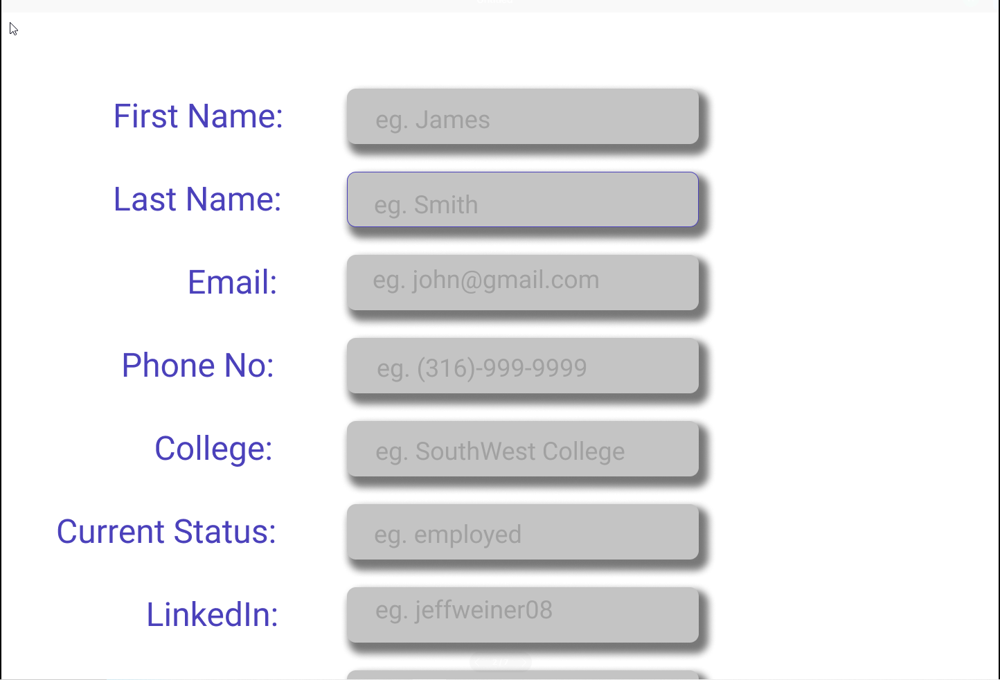 First Name:
eg. James
Last Name:
eg. Smith
Email:
eg. john@gmail.com
Phone No:
eg. (316)-999-9999
College:
eg. SouthWest College
Current Status:
eg. employed
LinkedIn:
eg. jeffweiner08